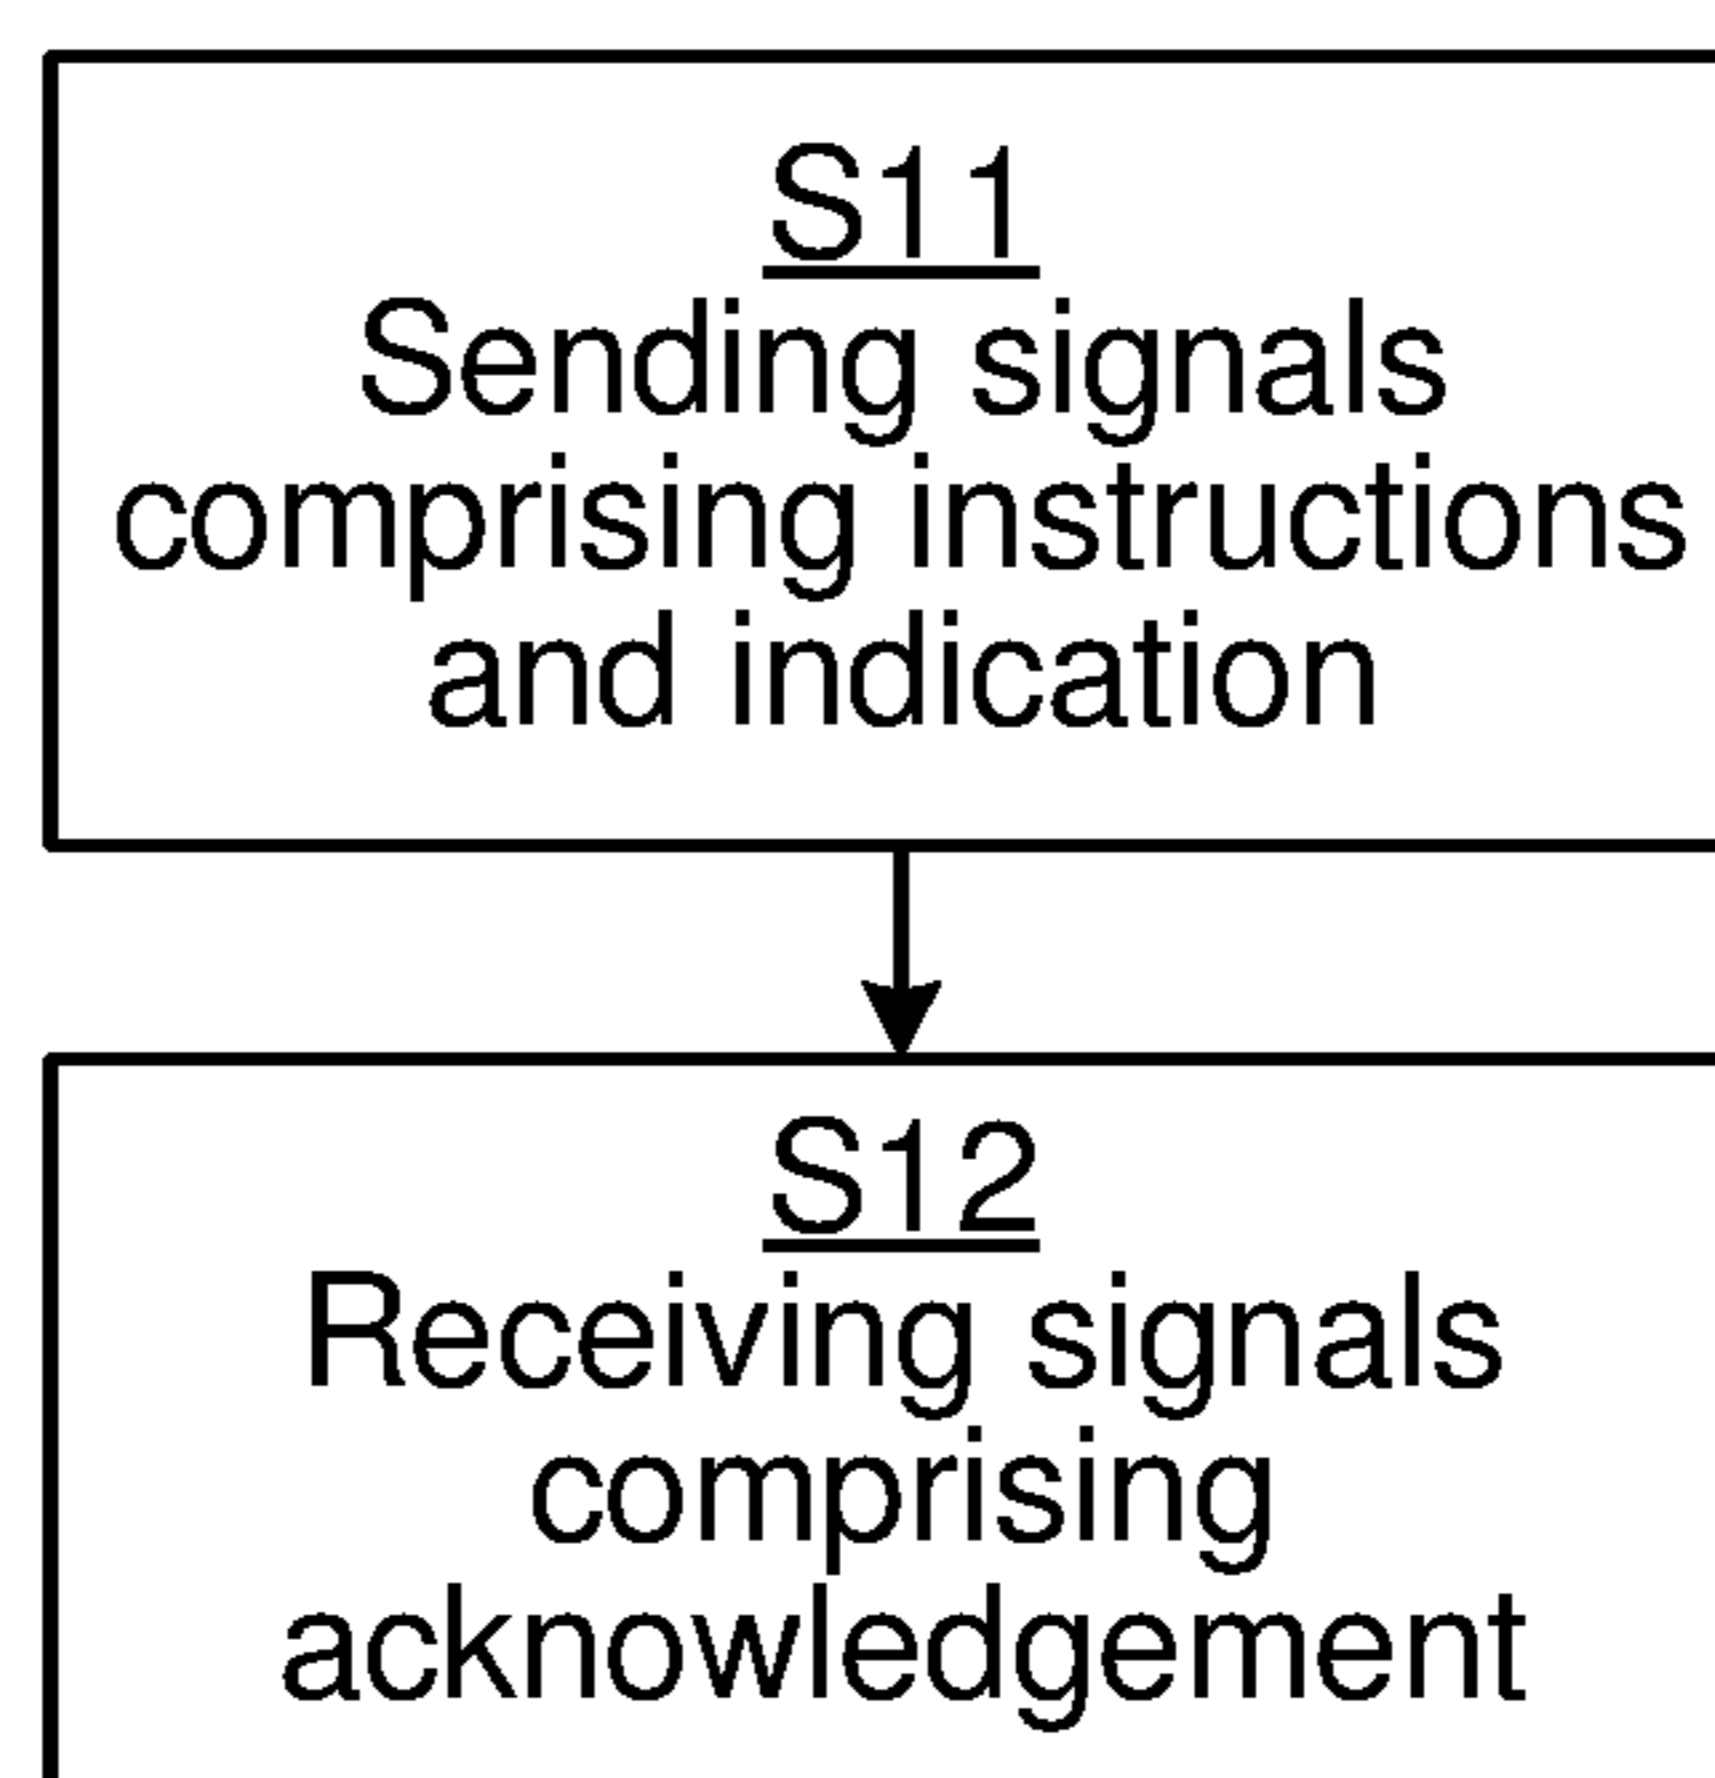 S11
Sending signals
comprising instructions
and indication
S12
Receiving signals
comprising
acknowledgement